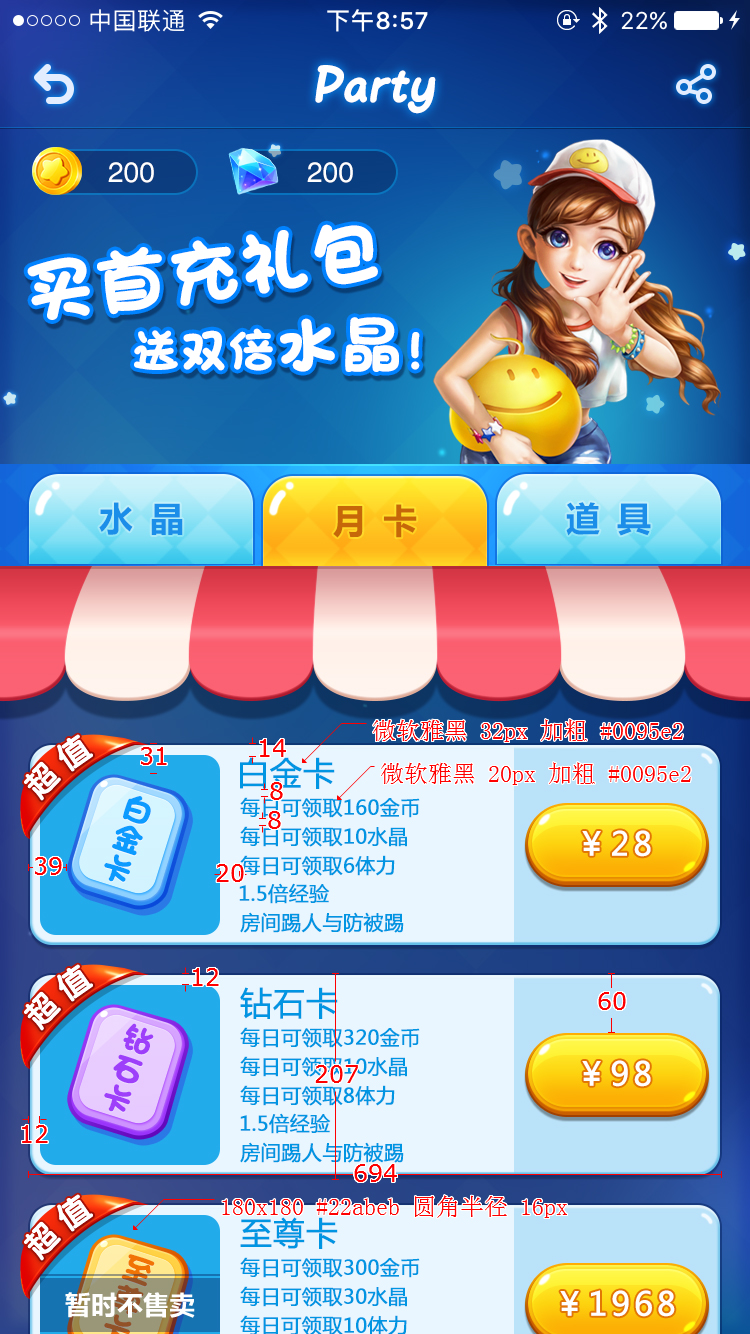 中国联通 下午8:57 22%
Party
200 200
买首充礼包
送双倍水晶!
水晶 月卡 道具
微软雅黑 32px 加粗 #0095e2
超值
31
14
白金卡
微软雅黑 20px 加粗 #0095e2
8
每日可领取160金币
8
每日可领取10水晶
白金卡
¥28
39
20
每日可领取6体力
1.5倍经验
房间踢人与防被踢
超值
12
钻石卡
60
每日可领取320金币
钻石卡
每日可领取10水晶
207
¥98
每日可领取8体力
12
1.5倍经验
房间踢人与防被踢
694
超值
180x180 #22abeb 圆角半径 16px
至尊卡
每日可领取300金币
每日可领取30水晶
暂时不售卖
¥1968
每日可领取10体力